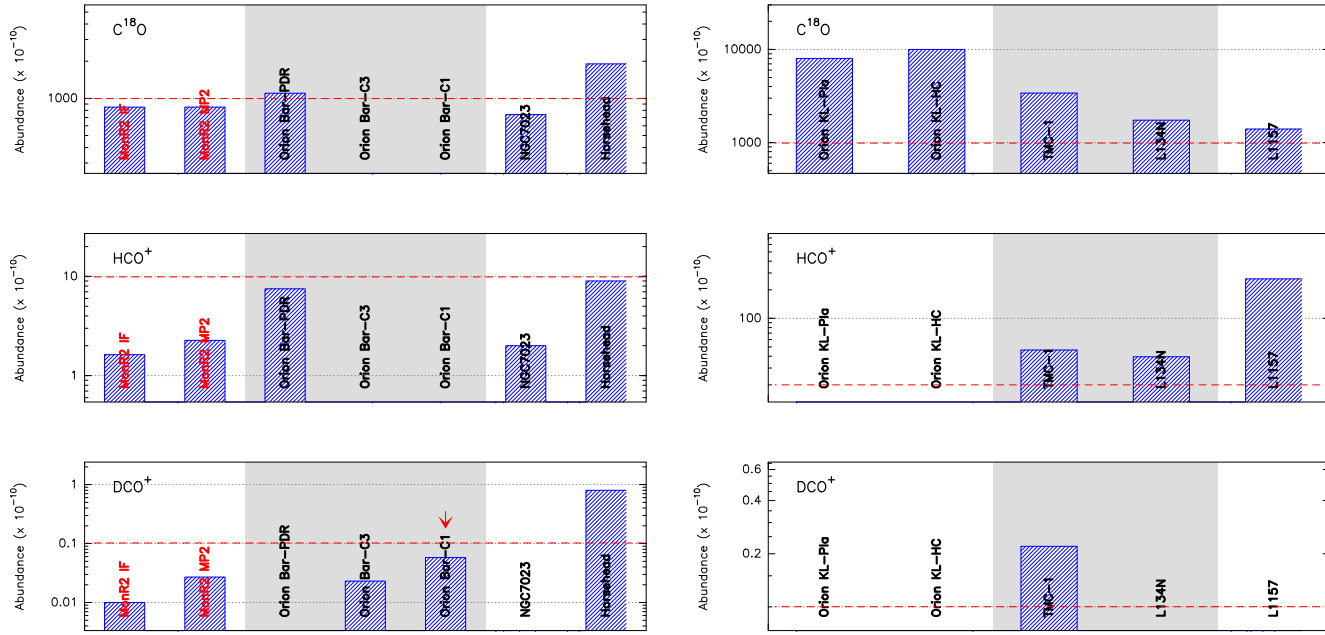 C18O
Abundance (x 10−10)
1000
MonR2 IF
MonR2 MP2
Orion Bar−PDR
Orion Bar−C3
Orion Bar−C1
NGC7023
Horsehead
C18O
Abundance (x 10−10)
10000
1000
Orion KL−Pla
Orion KL−HC
TMC−1
L134N
L1157
HCO+
Abundance (x 10−10)
10
1
MonR2 IF
MonR2 MP2
Orion Bar−PDR
Orion Bar−C3
Orion Bar−C1
NGC7023
Horsehead
HCO+
Abundance (x 10−10)
100
Orion KL−Pla
Orion KL−HC
TMC−1
L134N
L1157
DCO+
Abundance (x 10−10)
1
0.1
0.01
MonR2 IF
MonR2 MP2
Orion Bar−PDR
Orion Bar−C3
Orion Bar−C1
NGC7023
Horsehead
DCO+
Abundance (x 10−10)
0.6
0.4
0.2
Orion KL−Pla
Orion KL−HC
TMC−1
L134N
L1157